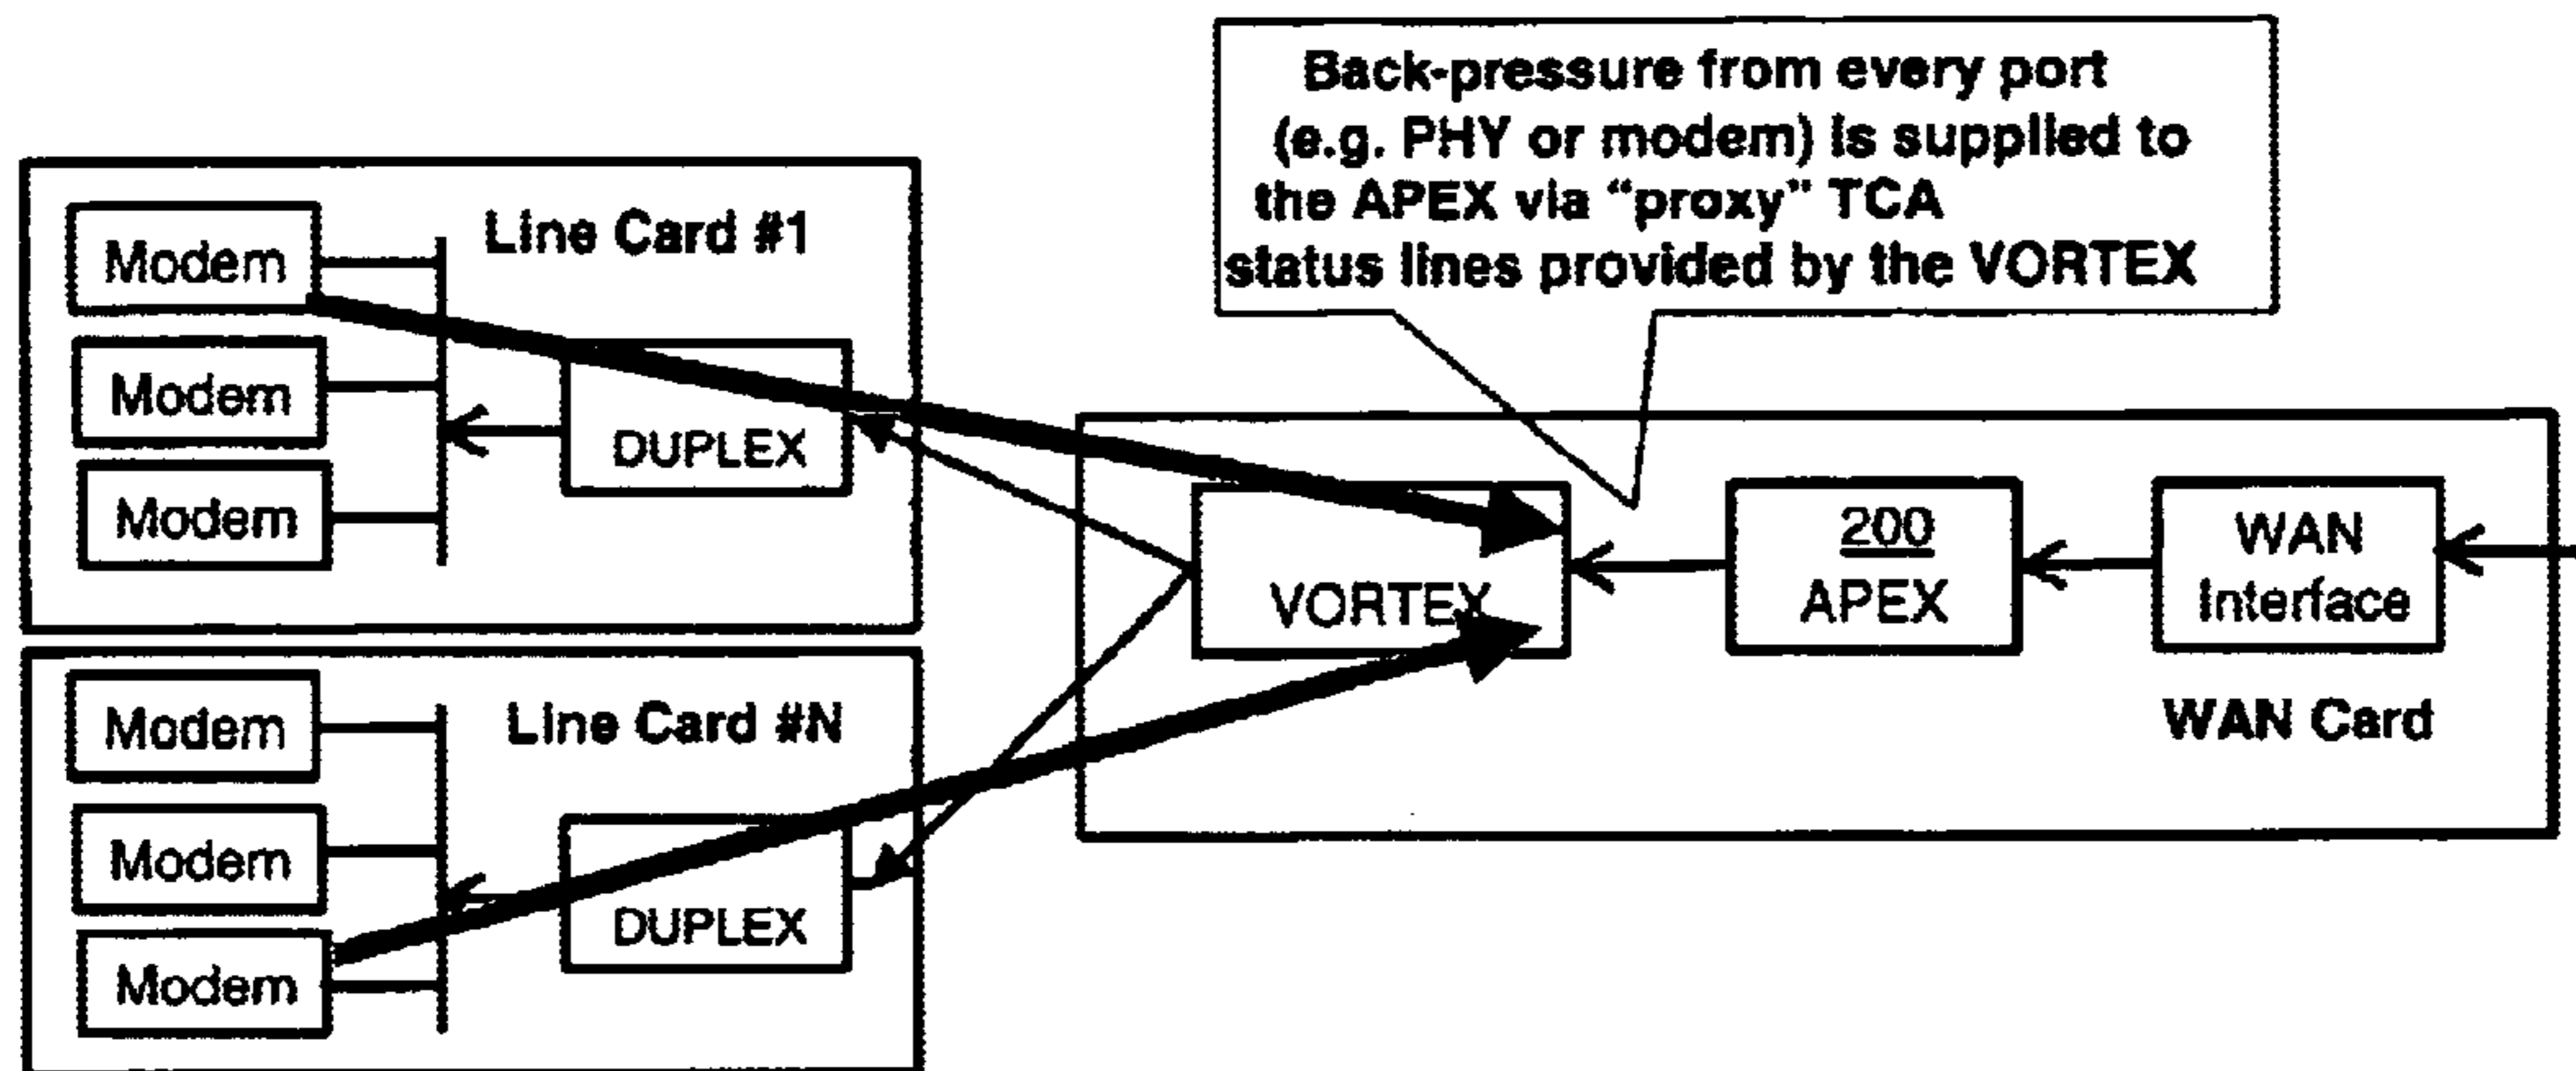 Back-pressure from every port
(e.g. PHY or modem) is supplied to
the APEX via “proxy” TCA
status lines provided by the VORTEX
Line Card #1
Modem
Modem
Modem
DUPLEX
Line Card #N
Modem
Modem
Modem
DUPLEX
VORTEX
200
APEX
WAN
Interface
WAN Card